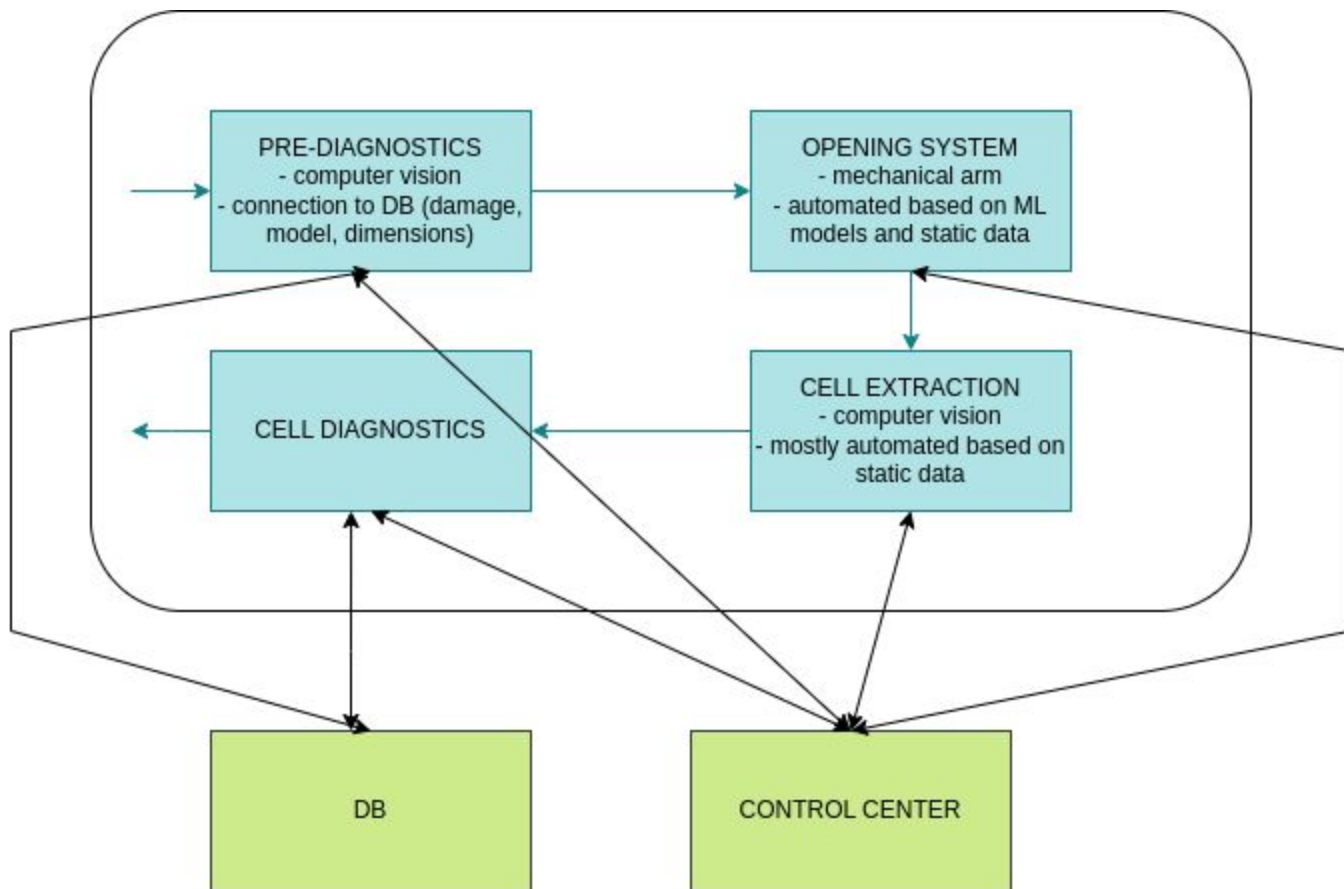 PRE-DIAGNOSTICS
- computer vision
- connection to DB (damage,
model, dimensions)
OPENING SYSTEM
- mechanical arm
- automated based on ML
models and static data
CELL DIAGNOSTICS
CELL EXTRACTION
- computer vision
- mostly automated based on
static data
DB
CONTROL CENTER